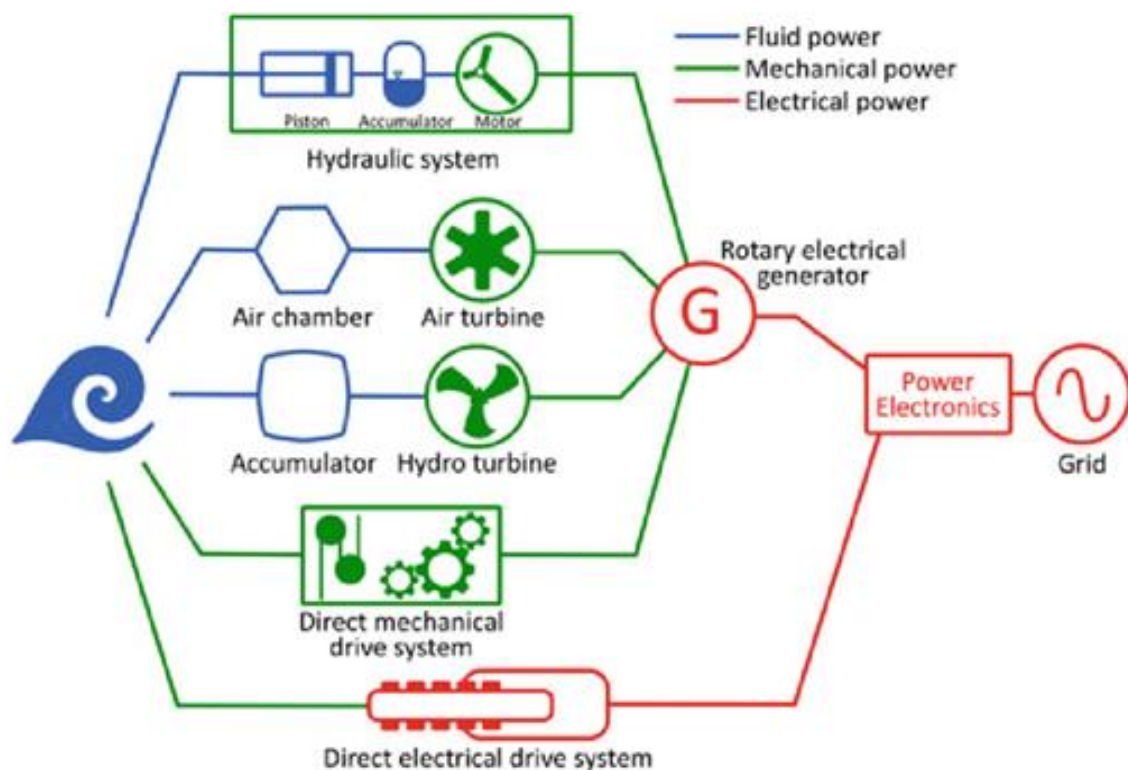 Fluid power
Mechanical power
Electrical power
Piston
Accumulator
Motor
Hydraulic system
Air chamber
Air turbine
Rotary electrical
generator
G
Accumulator
Hydro turbine
Power
Electronics
Grid
Direct mechanical
drive system
Direct electrical drive system